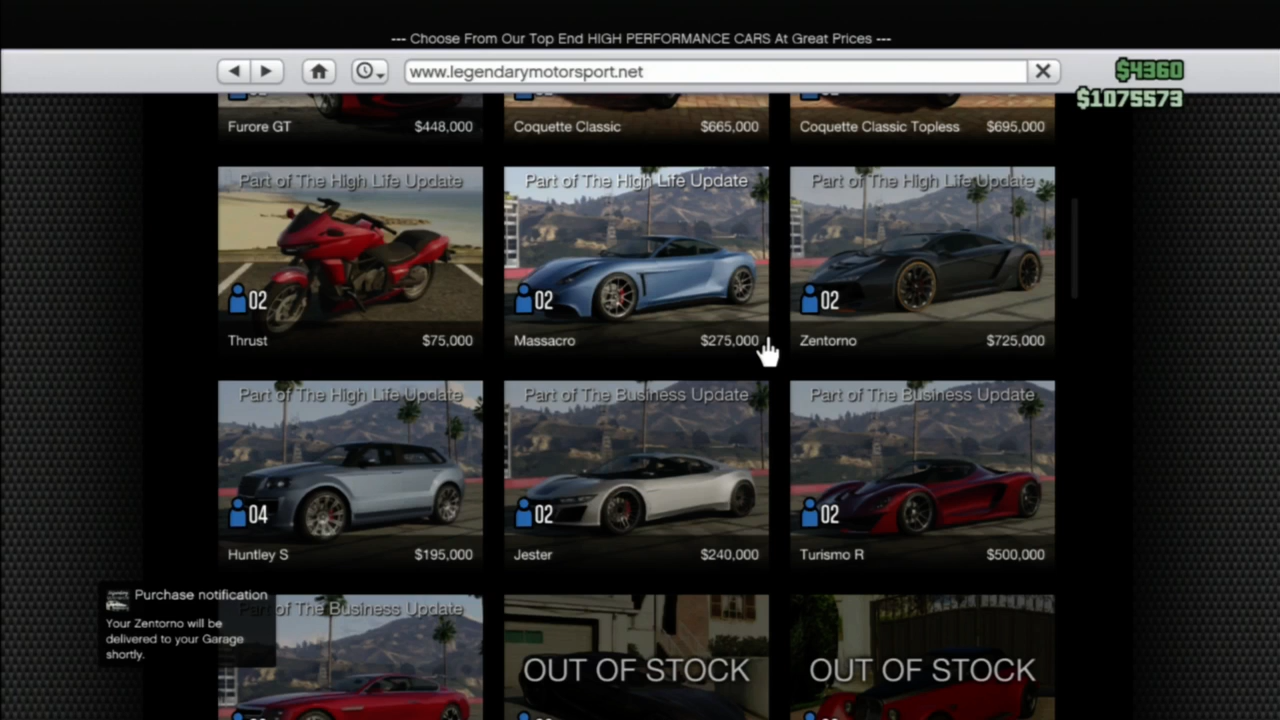 --- Choose From Our Top End HIGH PERFORMANCE CARS At Great Prices ---
www.legendarymotorsport.net
$4360
$1075573
Furore GT $448,000
Coquette Classic $665,000
Coquette Classic Topless $695,000
Part of The High Life Update
02
Thrust $75,000
Part of The High Life Update
02
Massacro $275,000
Part of The High Life Update
02
Zentorno $725,000
Part of The High Life Update
04
Huntley S $195,000
Part of The Business Update
02
Jester $240,000
Part of The Business Update
02
Turismo R $500,000
Part of The Business Update
OUT OF STOCK
OUT OF STOCK
Purchase notification
Your Zentorno will be
delivered to your Garage
shortly.